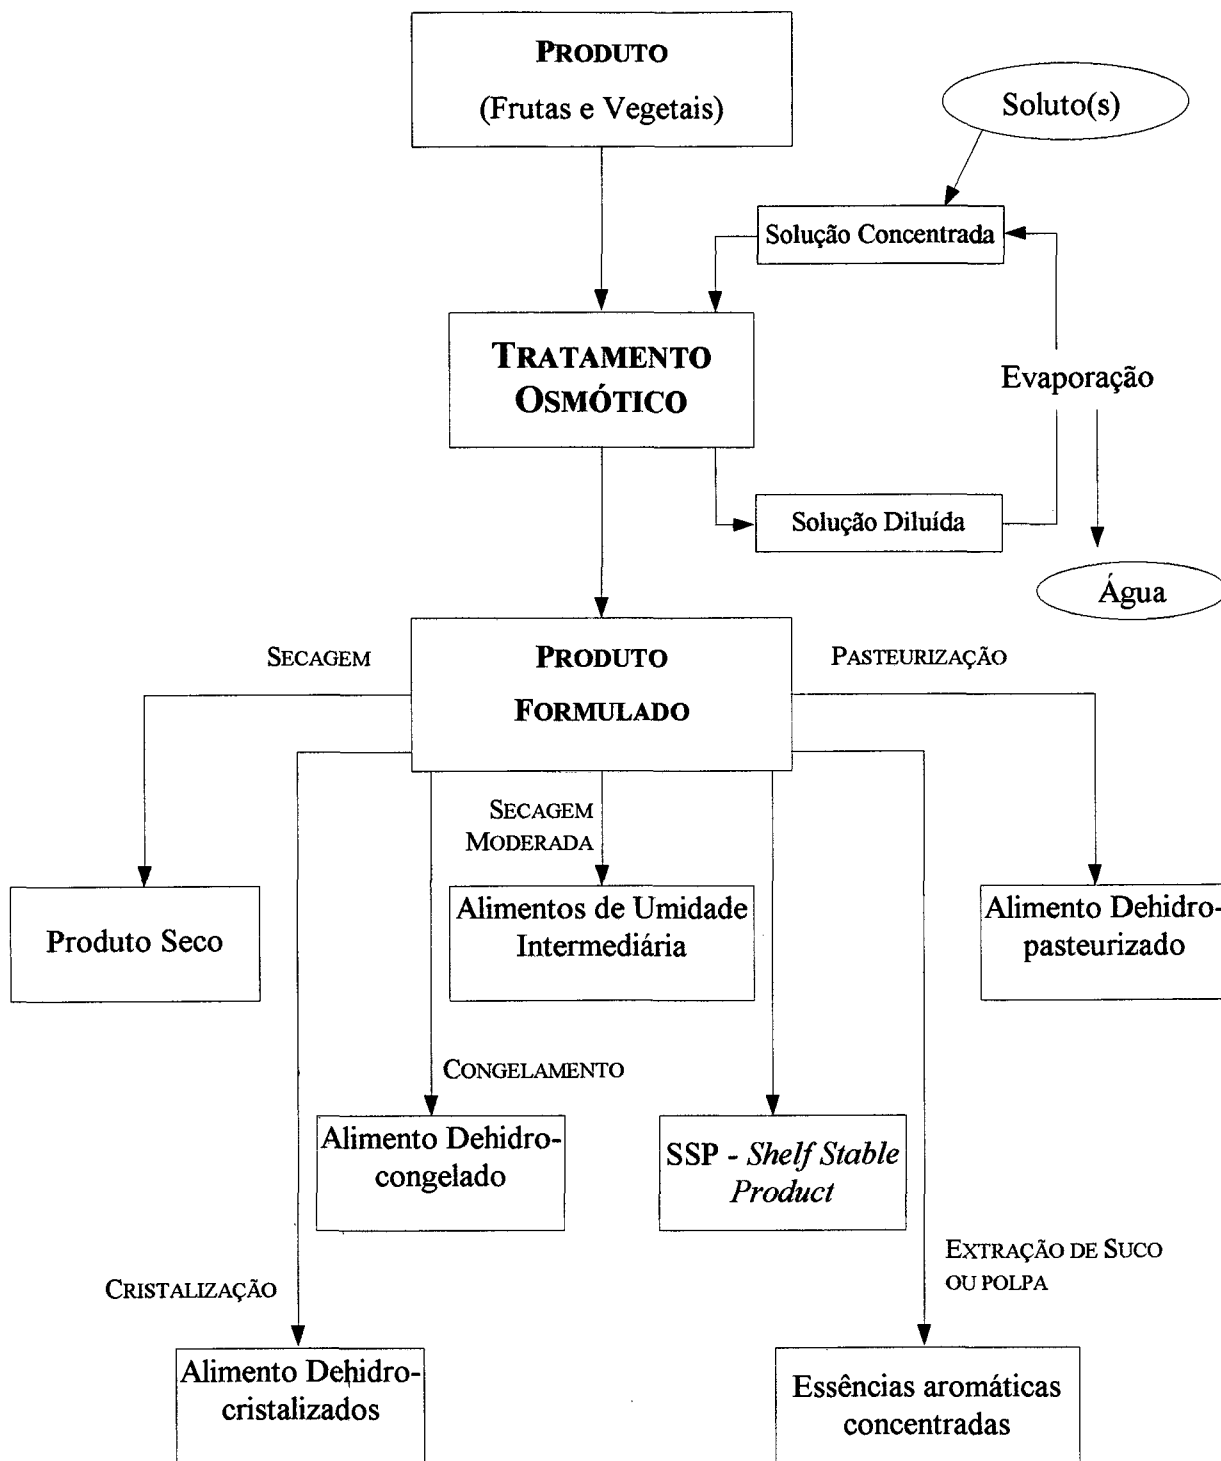 PRODUTO
(Frutas e Vegetais)
Soluto(s)
Solução Concentrada
TRATAMENTO
OSMÓTICO
Evaporação
Solução Diluída
Água
SECAGEM
PRODUTO
FORMULADO
PASTEURIZAÇÃO
SECAGEM
MODERADA
Produto Seco
Alimentos de Umidade
Intermediária
Alimento Dehidro-
pasteurizado
CONGELAMENTO
Alimento Dehidro-
congelado
SSP - Shelf Stable
Product
CRISTALIZAÇÃO
EXTRAÇÃO DE SUCO
OU POLPA
Alimento Dehidro-
cristalizados
Essências aromáticas
concentradas